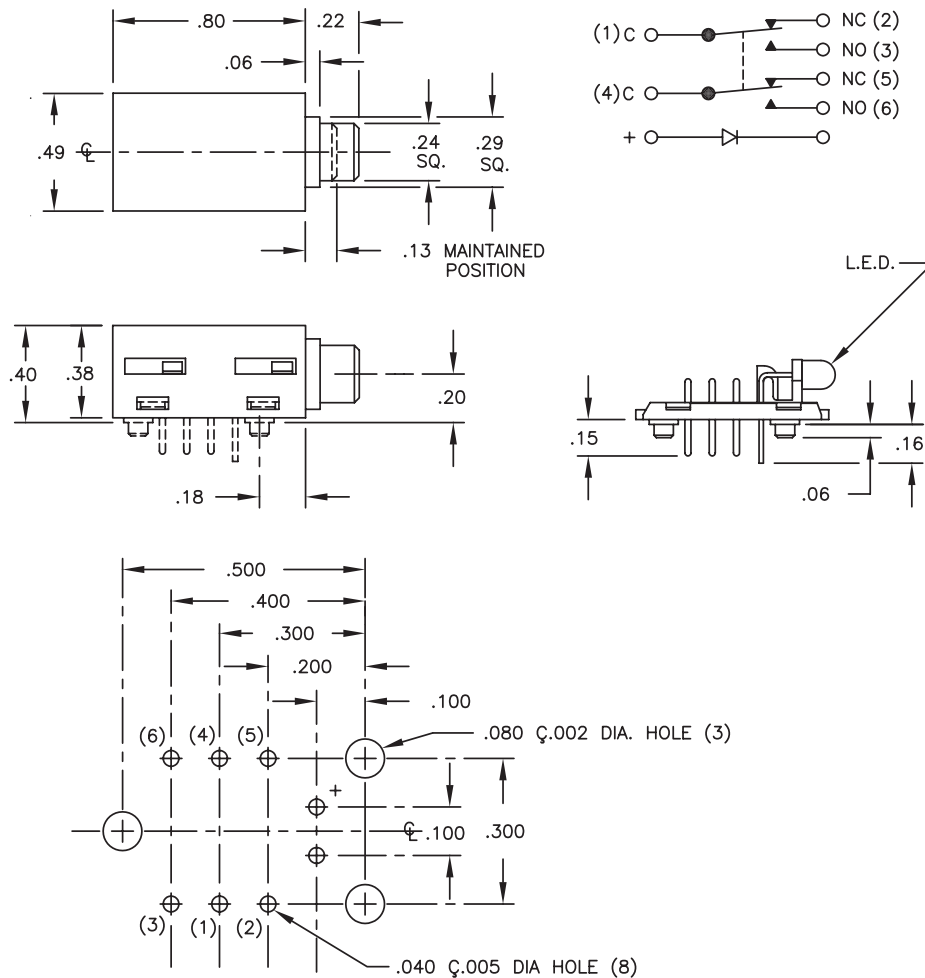 .80
.22
.06
.49
℄
.24
SQ.
.29
SQ.
.13 MAINTAINED
POSITION
(1) C
NC (2)
NO (3)
(4) C
NC (5)
NO (6)
+
L.E.D.
.40
.38
.20
.18
.15
.16
.06
.500
.400
.300
.200
.100
.080 Ç.002 DIA. HOLE (3)
(6)
(4)
(5)
+
℄
.100
.300
(3)
(1)
(2)
.040 Ç.005 DIA HOLE (8)